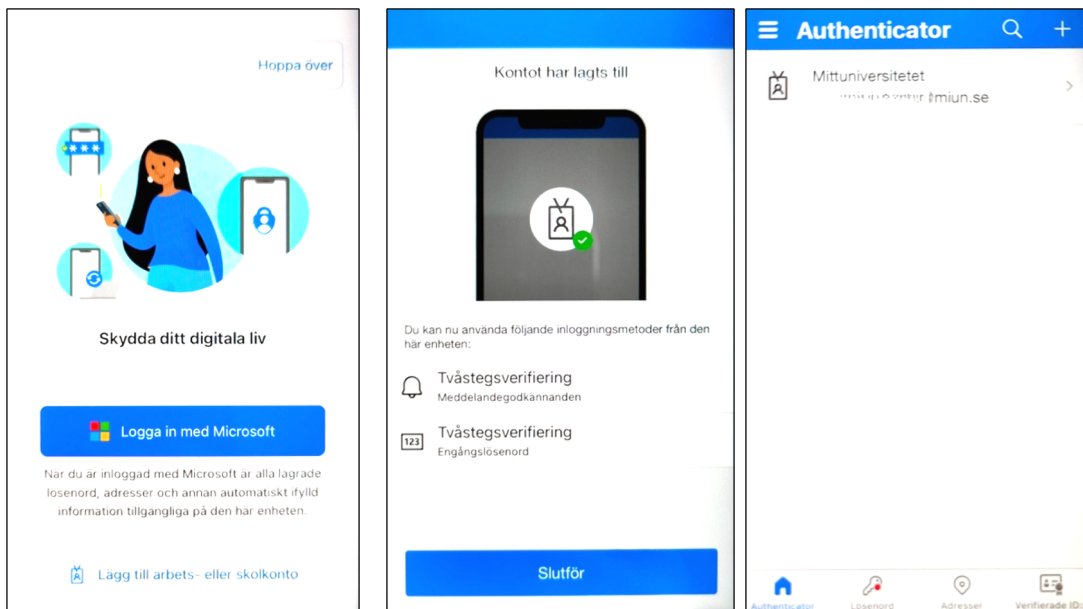 Hoppa över
Skydda ditt digitala liv
Logga in med Microsoft
När du är inloggad med Microsoft är alla lagrade
lösenord, adresser och annan automatiskt ifylld
information tillgängliga på den här enheten.
Lägg till arbets- eller skolkonto
Kontot har lagts till
Du kan nu använda följande inloggningsmetoder från den
här enheten:
Tvåstegsverifiering
Meddelandegodkännanden
123
Tvåstegsverifiering
Engångslösenord
Slutför
Authenticator
Mittuniversitetet
@miun.se
Authenticator
Lösenord
Adresser
Verifierade ID: